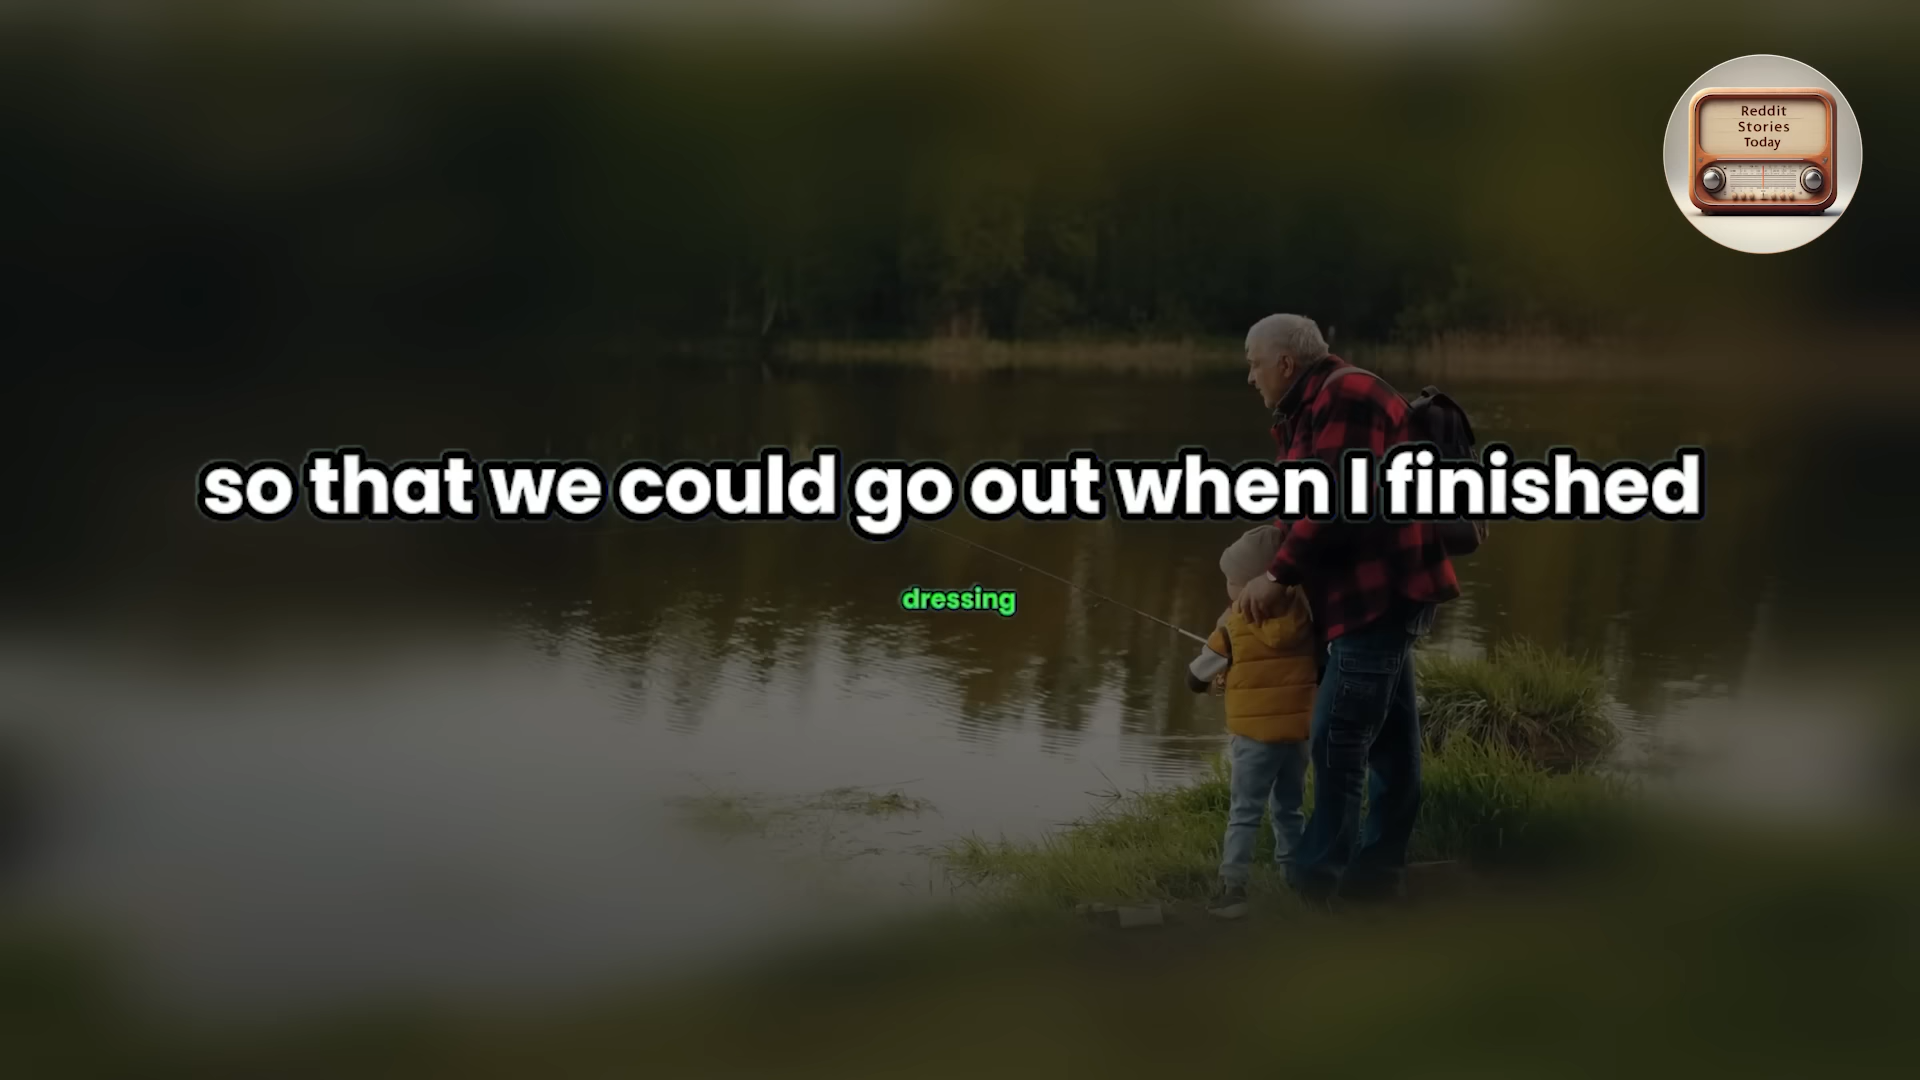 Reddit
Stories
Today
so that we could go out when I finished
dressing